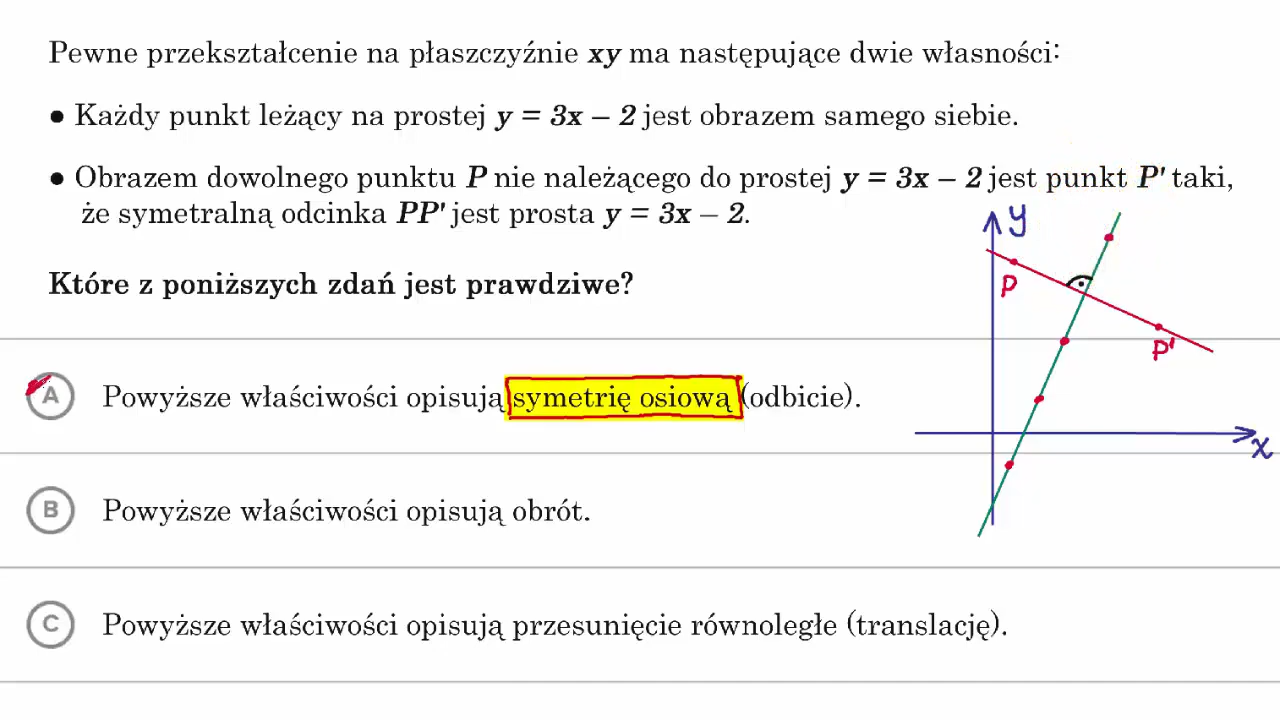 Pewne przekształcenie na płaszczyźnie xy ma następujące dwie własności:
● Każdy punkt leżący na prostej y = 3x – 2 jest obrazem samego siebie.
● Obrazem dowolnego punktu P nie należącego do prostej y = 3x – 2 jest punkt P' taki,
że symetralną odcinka PP' jest prosta y = 3x – 2.
y
P
P'
x
Które z poniższych zdań jest prawdziwe?
A Powyższe właściwości opisują symetrię osiową (odbicie).
B Powyższe właściwości opisują obrót.
C Powyższe właściwości opisują przesunięcie równoległe (translację).